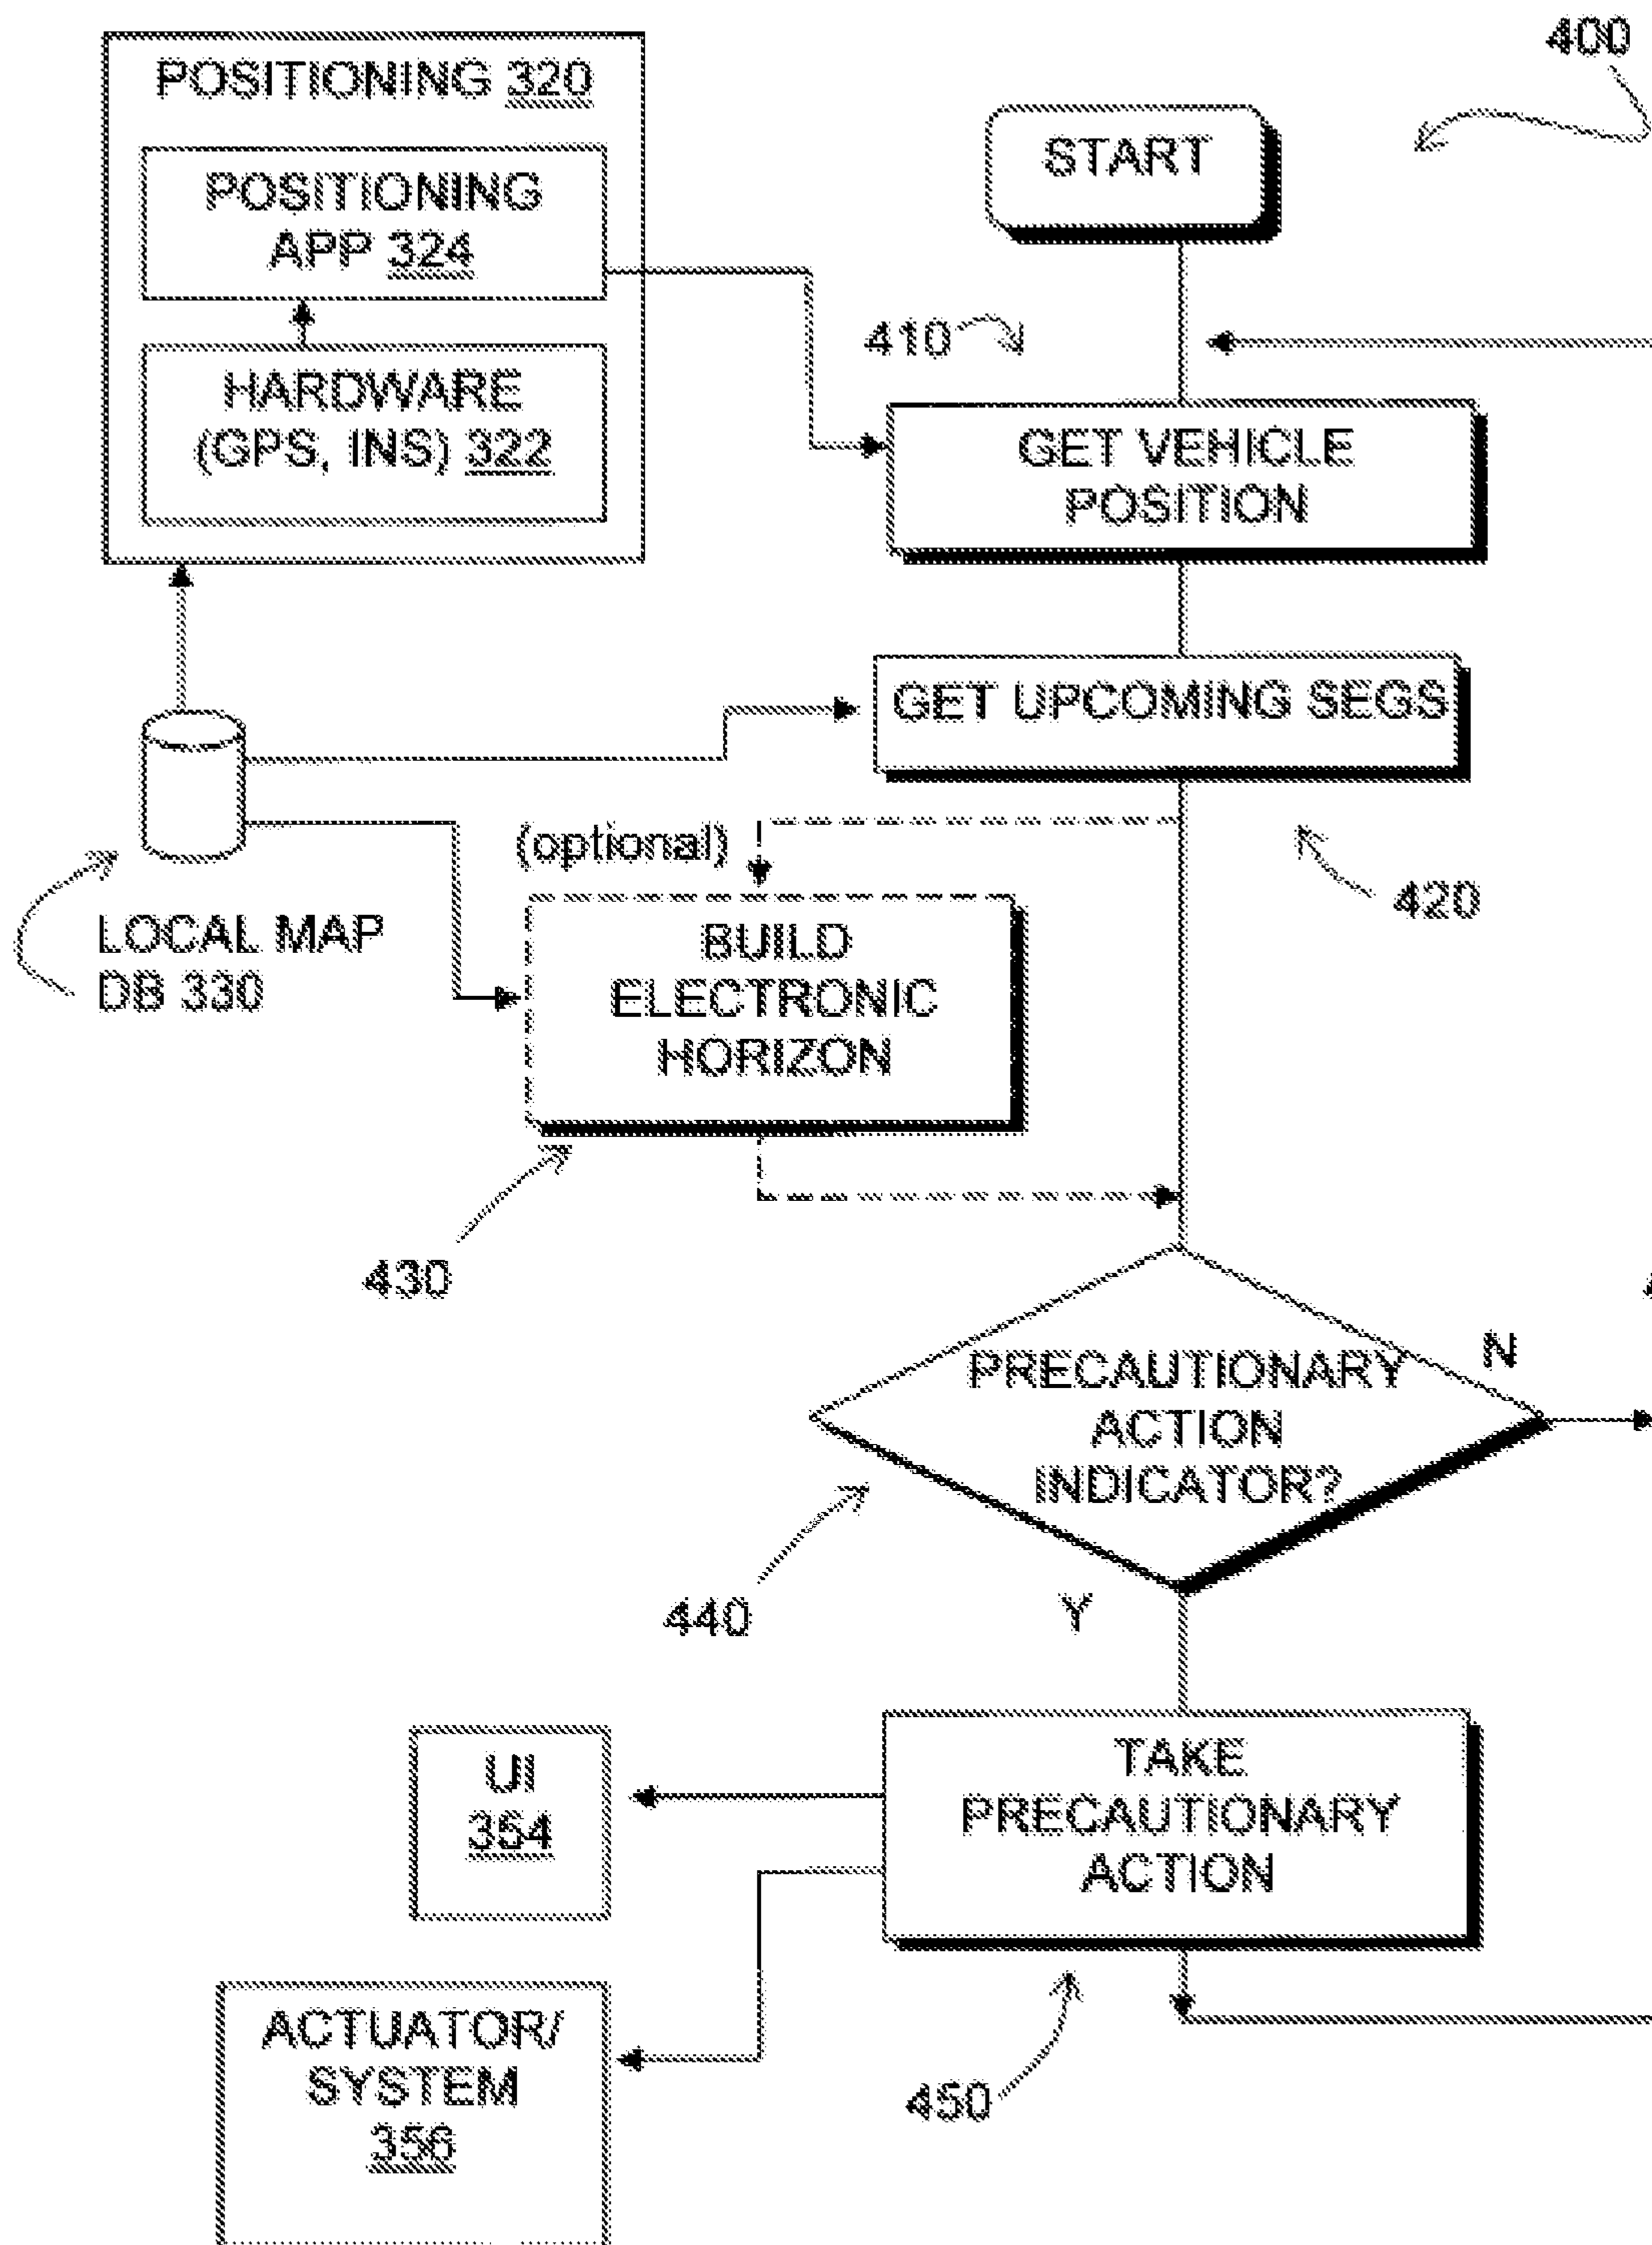 400
POSITIONING 320
POSITIONING
APP 324
HARDWARE
(GPS, INS) 322
START
410
GET VEHICLE
POSITION
GET UPCOMING SEGS
420
(optional)
LOCAL MAP
DB 330
BUILD
ELECTRONIC
HORIZON
430
PRECAUTIONARY
ACTION
INDICATOR?
N
440
Y
UI
354
TAKE
PRECAUTIONARY
ACTION
450
ACTUATOR/
SYSTEM
356